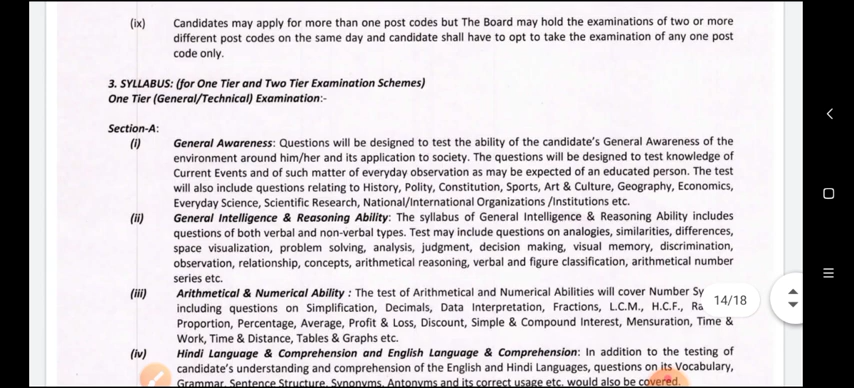 (ix) Candidates may apply for more than one post codes but The Board may hold the examinations of two or more
different post codes on the same day and candidate shall have to opt to take the examination of any one post
code only.
3. SYLLABUS: (for One Tier and Two Tier Examination Schemes)
One Tier (General/Technical) Examination:-
Section-A:
(i) General Awareness: Questions will be designed to test the ability of the candidate's General Awareness of the
environment around him/her and its application to society. The questions will be designed to test knowledge of
Current Events and of such matter of everyday observation as may be expected of an educated person. The test
will also include questions relating to History, Polity, Constitution, Sports, Art & Culture, Geography, Economics,
Everyday Science, Scientific Research, National/International Organizations /Institutions etc.
(ii) General Intelligence & Reasoning Ability: The syllabus of General Intelligence & Reasoning Ability includes
questions of both verbal and non-verbal types. Test may include questions on analogies, similarities, differences,
space visualization, problem solving, analysis, judgment, decision making, visual memory, discrimination,
observation, relationship, concepts, arithmetical reasoning, verbal and figure classification, arithmetical number
series etc.
(iii) Arithmetical & Numerical Ability : The test of Arithmetical and Numerical Abilities will cover Number Sy
including questions on Simplification, Decimals, Data Interpretation, Fractions, L.C.M., H.C.F., Ra
14/18
Proportion, Percentage, Average, Profit & Loss, Discount, Simple & Compound Interest, Mensuration, Time &
Work, Time & Distance, Tables & Graphs etc.
(iv) Hindi Language & Comprehension and English Language & Comprehension: In addition to the testing of
candidate's understanding and comprehension of the English and Hindi Languages, questions on its Vocabulary,
Grammar, Sentence Structure, Synonyms, Antonyms and its correct usage etc. would also be covered.